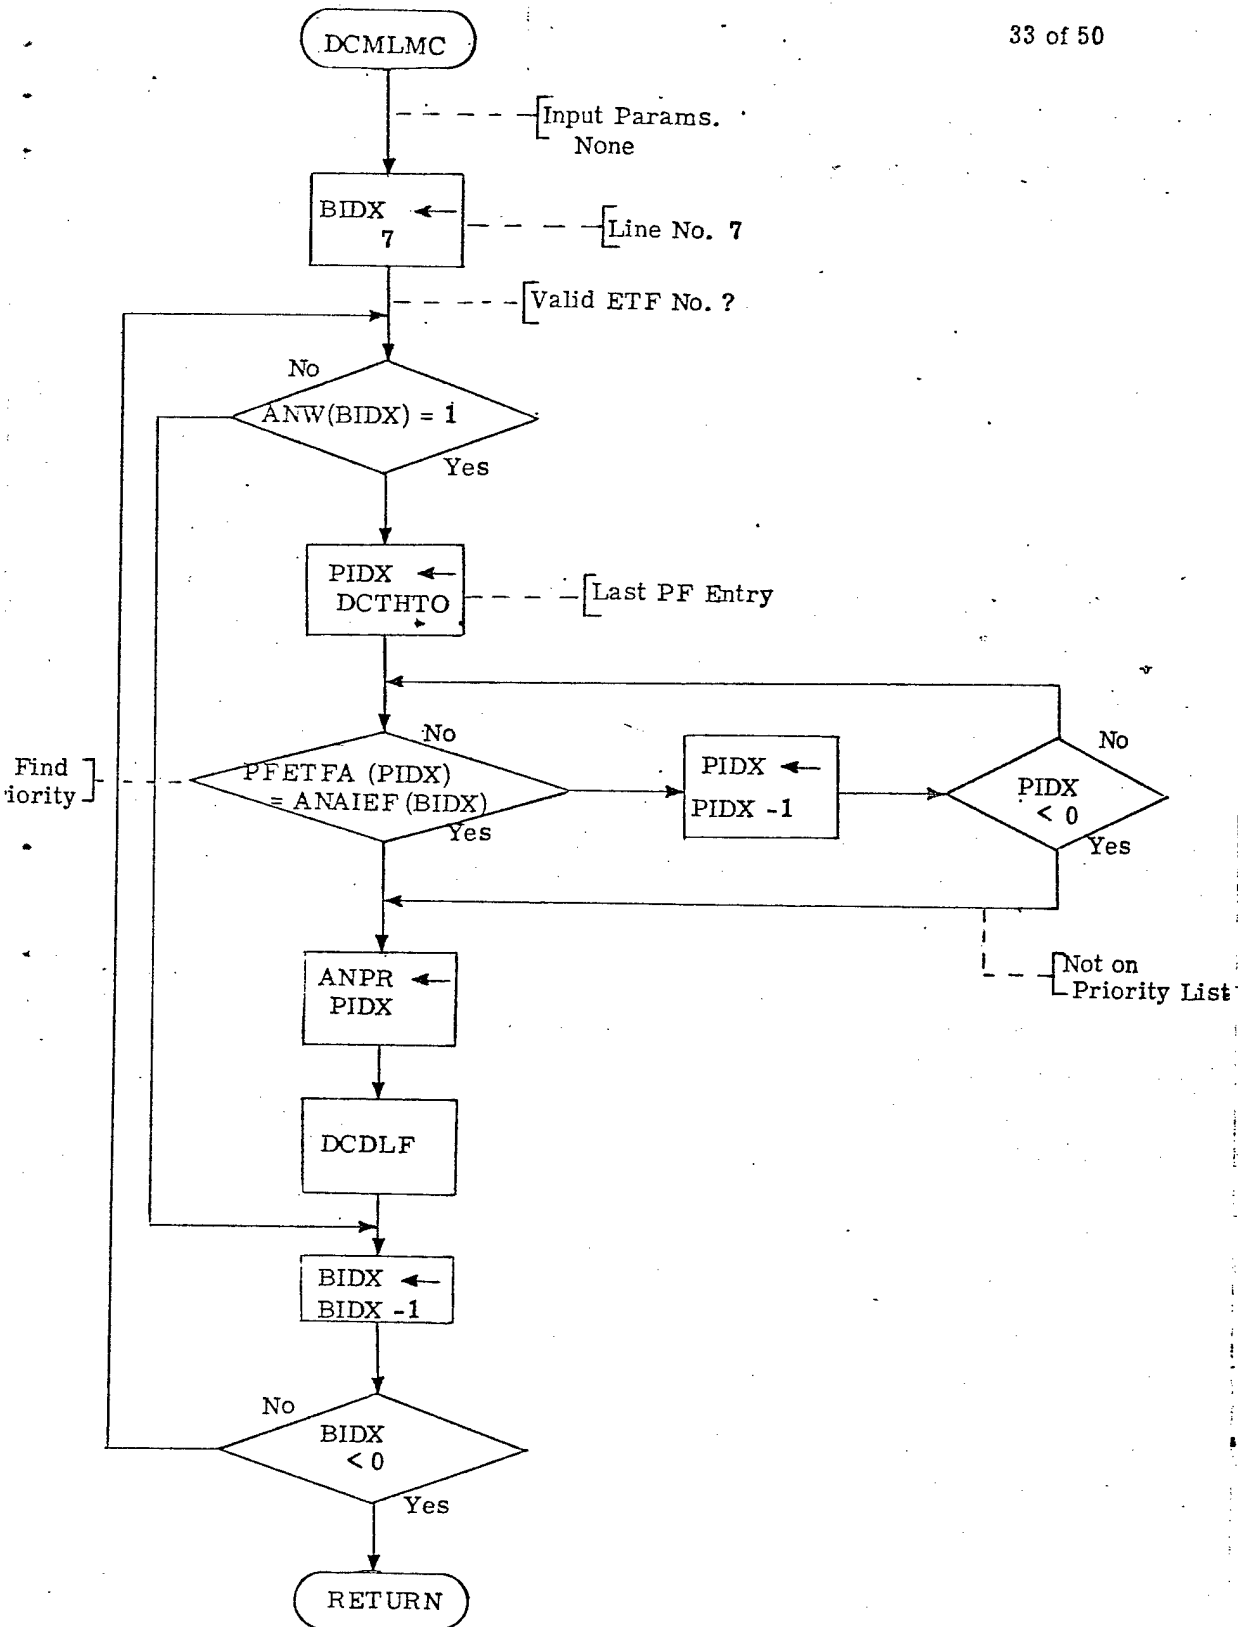 33 of 50
DCMLMC
Input Params.
None
BIDX ←
7
Line No. 7
Valid ETF No. ?
No
ANW(BIDX) = 1
Yes
PIDX ←
DCTHTO
Last PF Entry
No
PFETFA (PIDX)
= ANAIEF (BIDX)
Yes
Find
iority
PIDX ←
PIDX -1
No
PIDX
< 0
Yes
Not on
Priority List
ANPR ←
PIDX
DCDLF
BIDX ←
BIDX -1
No
BIDX
< 0
Yes
RETURN